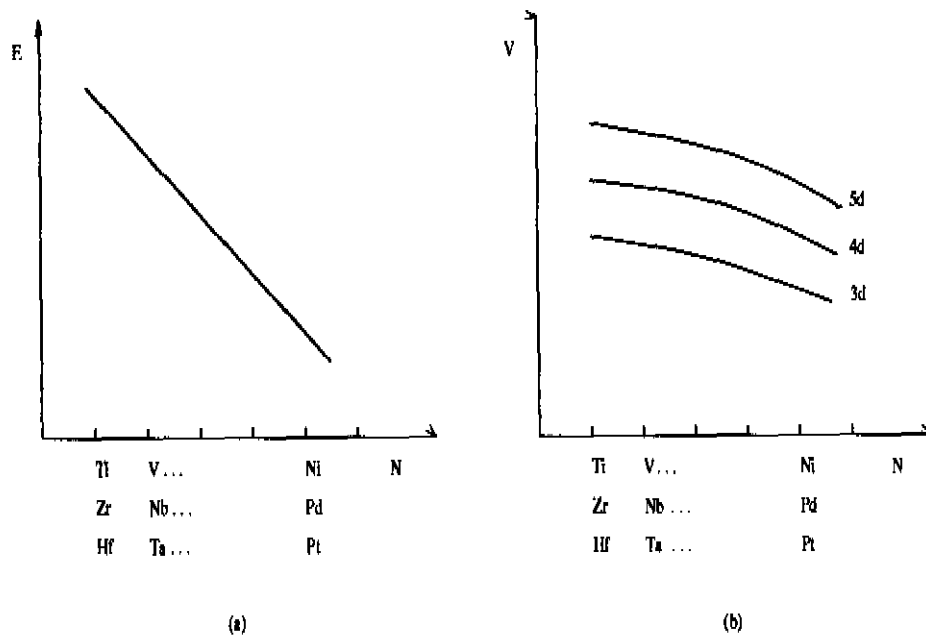 E
Ti V... Ni N
Zr Nb... Pd
Hf Ta... Pt
(a)
V
5d
4d
3d
Ti V... Ni N
Zr Nb... Pd
Hf Ta... Pt
(b)